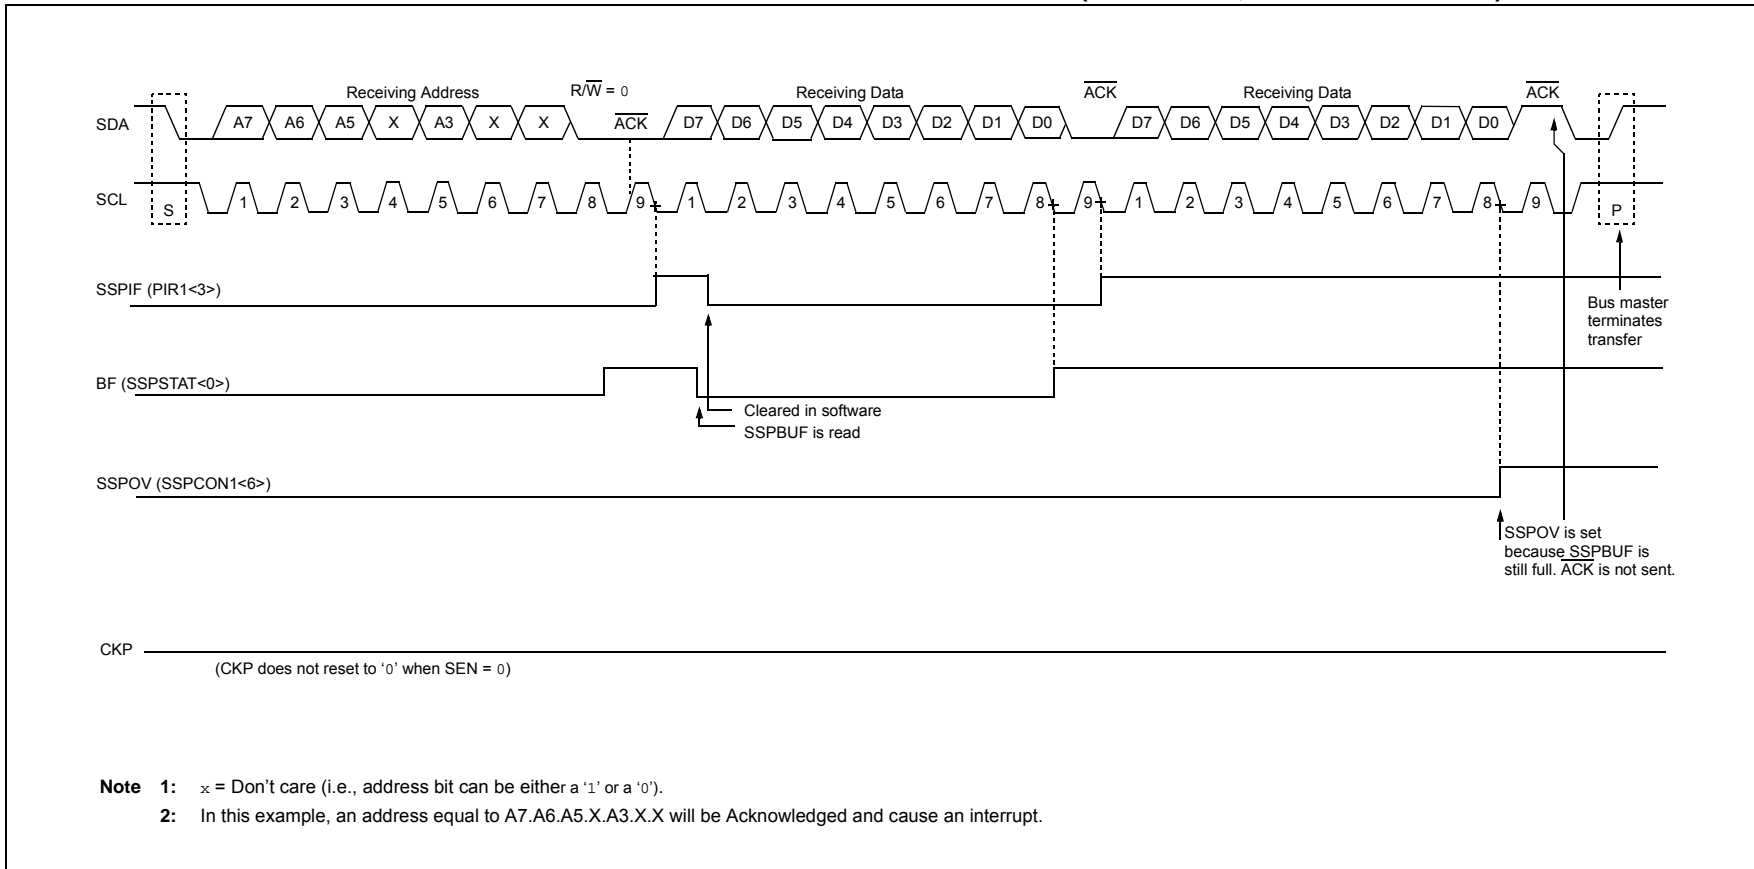 Receiving Address R/W = 0 Receiving Data ACK Receiving Data ACK
SDA A7 A6 A5 X A3 X X ACK D7 D6 D5 D4 D3 D2 D1 D0 D7 D6 D5 D4 D3 D2 D1 D0
SCL S 1 2 3 4 5 6 7 8 9 1 2 3 4 5 6 7 8 9 1 2 3 4 5 6 7 8 9 P
SSPIF (PIR1<3>)
Bus master
terminates
transfer
BF (SSPSTAT<0>)
Cleared in software
SSPBUF is read
SSPOV (SSPCON1<6>)
SSPOV is set
because SSPBUF is
still full. ACK is not sent.
CKP
(CKP does not reset to ‘0’ when SEN = 0)
Note 1: x = Don’t care (i.e., address bit can be either a ‘1’ or a ‘0’).
2: In this example, an address equal to A7.A6.A5.X.A3.X.X will be Acknowledged and cause an interrupt.